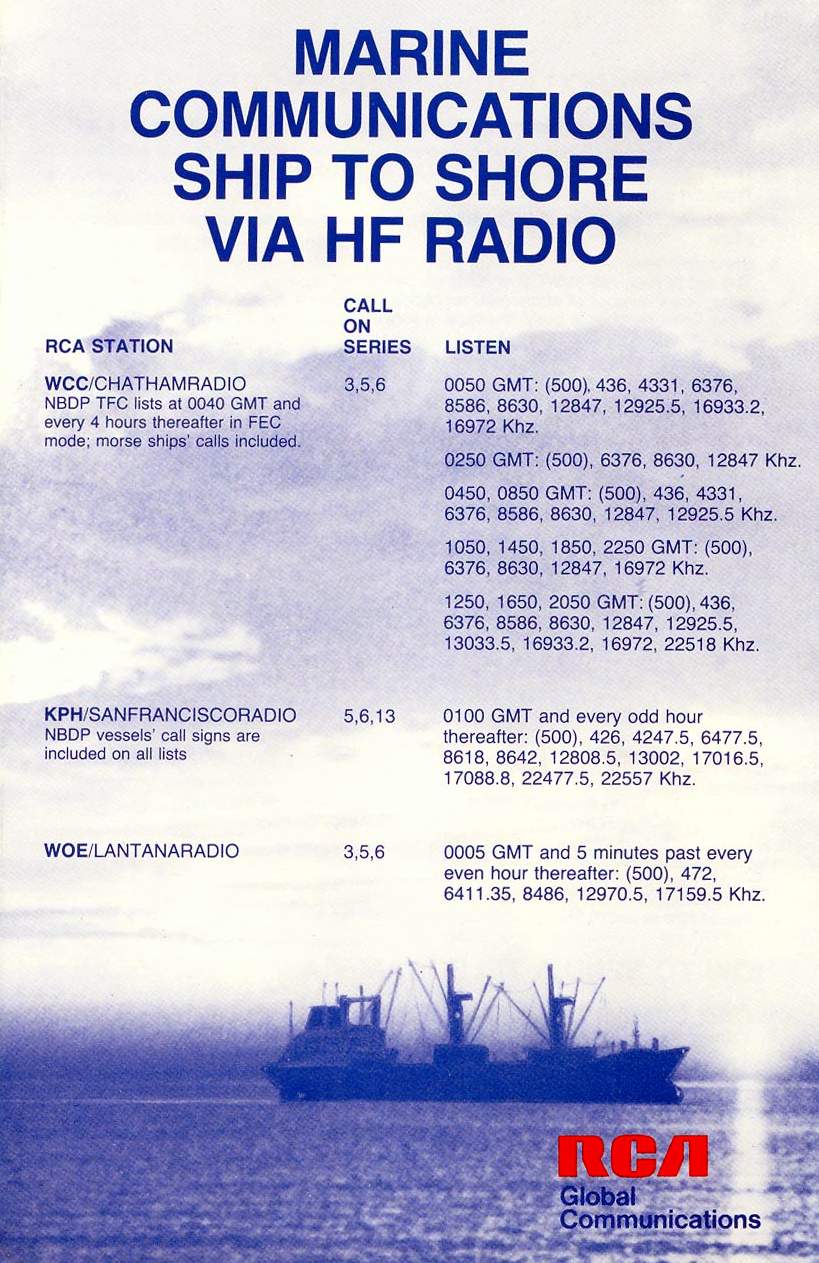 MARINE
COMMUNICATIONS
SHIP TO SHORE
VIA HF RADIO
RCA STATION
CALL
ON
SERIES
LISTEN
WCC/CHATHAMRADIO
NBDP TFC lists at 0040 GMT and
every 4 hours thereafter in FEC
mode; morse ships' calls included.
3,5,6
0050 GMT: (500), 436, 4331, 6376,
8586, 8630, 12847, 12925.5, 16933.2,
16972 Khz.
0250 GMT: (500), 6376, 8630, 12847 Khz.
0450, 0850 GMT: (500), 436, 4331,
6376, 8586, 8630, 12847, 12925.5 Khz.
1050, 1450, 1850, 2250 GMT: (500),
6376, 8630, 12847, 16972 Khz.
1250, 1650, 2050 GMT: (500), 436,
6376, 8586, 8630, 12847, 12925.5,
13033.5, 16933.2, 16972, 22518 Khz.
KPH/SANFRANCISCORADIO
NBDP vessels' call signs are
included on all lists
5,6,13
0100 GMT and every odd hour
thereafter: (500), 426, 4247.5, 6477.5,
8618, 8642, 12808.5, 13002, 17016.5,
17088.8, 22477.5, 22557 Khz.
WOE/LANTANARADIO
3,5,6
0005 GMT and 5 minutes past every
even hour thereafter: (500), 472,
6411.35, 8486, 12970.5, 17159.5 Khz.
RCA
Global
Communications